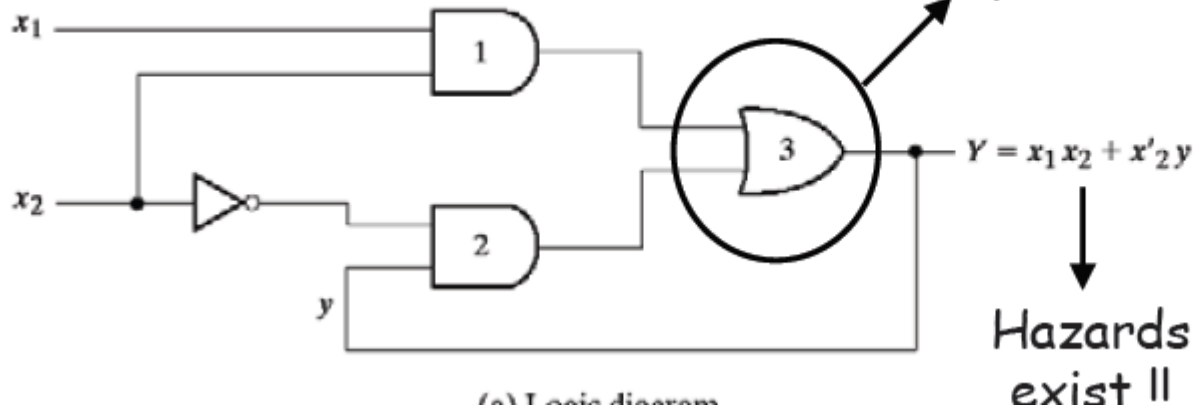 x1
1
3
Y = x1 x2 + x'2 y
x2
2
y
Hazards
exist !!
(a) Logic diagram